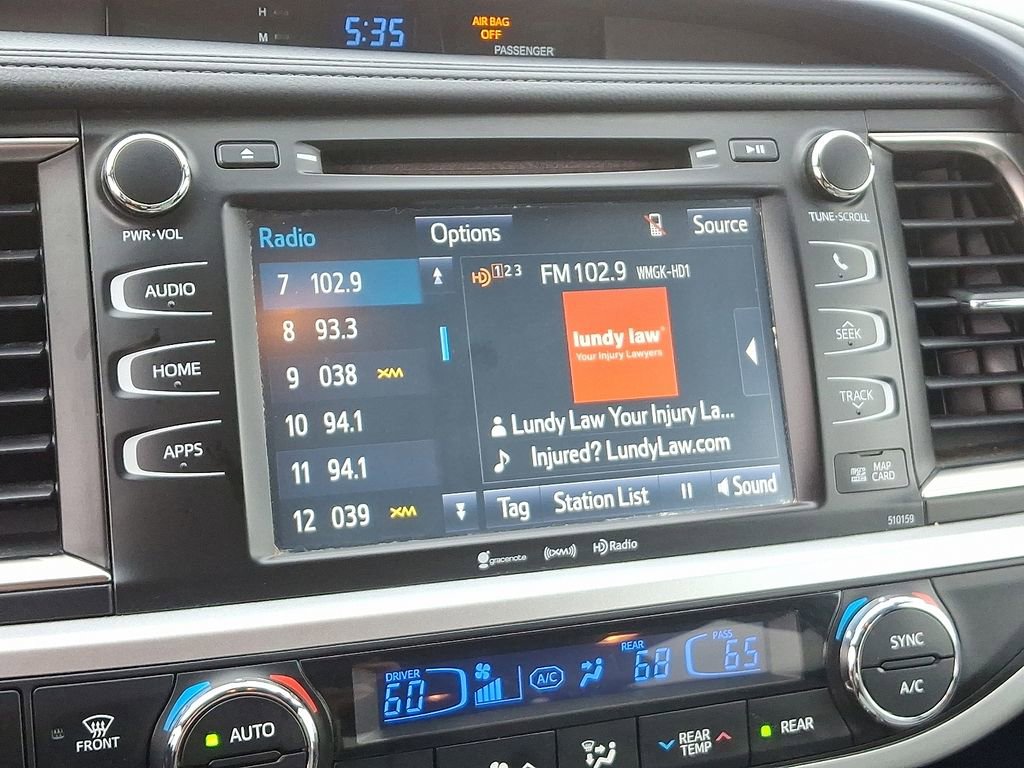 H
M
5:35
AIR BAG
OFF
PASSENGER
PWR·VOL
TUNE·SCROLL
AUDIO
HOME
APPS
SEEK
TRACK
MAP
CARD
510159
Radio
Options
Source
7 102.9
8 93.3
9 038 XM
10 94.1
11 94.1
12 039 XM
HD 1 2 3 FM 102.9 WMGK-HD1
lundy law®
Your Injury Lawyers
Lundy Law Your Injury La...
Injured? LundyLaw.com
Tag
Station List
Sound
gracenote
((XM))
HD Radio
DRIVER
60
A/C
REAR
68
PASS
65
SYNC
A/C
FRONT
AUTO
REAR
TEMP
REAR